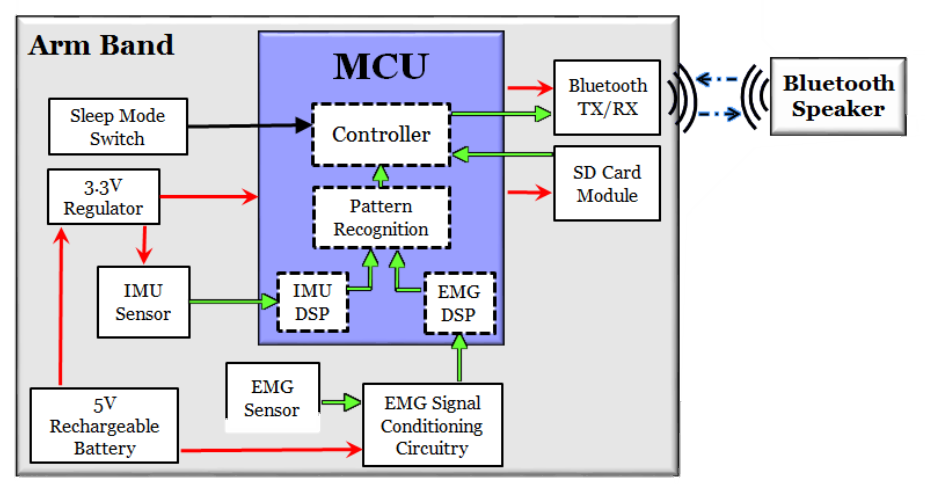 Arm Band
MCU
Sleep Mode
Switch
Controller
Bluetooth
TX/RX
Bluetooth
Speaker
3.3V
Regulator
Pattern
Recognition
SD Card
Module
IMU
Sensor
IMU
DSP
EMG
DSP
EMG
Sensor
5V
Rechargeable
Battery
EMG Signal
Conditioning
Circuitry